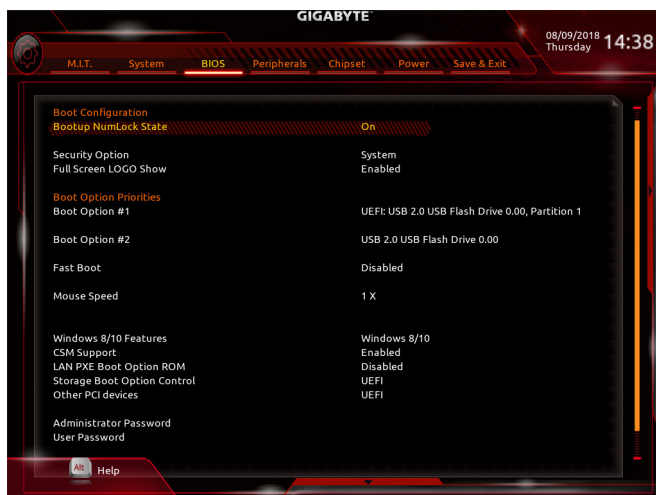 GIGABYTE
08/09/2018 14:38
Thursday
M.I.T. System BIOS Peripherals Chipset Power Save & Exit
Boot Configuration
Bootup NumLock State On
Security Option System
Full Screen LOGO Show Enabled
Boot Option Priorities
Boot Option #1 UEFI: USB 2.0 USB Flash Drive 0.00, Partition 1
Boot Option #2 USB 2.0 USB Flash Drive 0.00
Fast Boot Disabled
Mouse Speed 1 X
Windows 8/10 Features Windows 8/10
CSM Support Enabled
LAN PXE Boot Option ROM Disabled
Storage Boot Option Control UEFI
Other PCI devices UEFI
Administrator Password
User Password
Alt Help